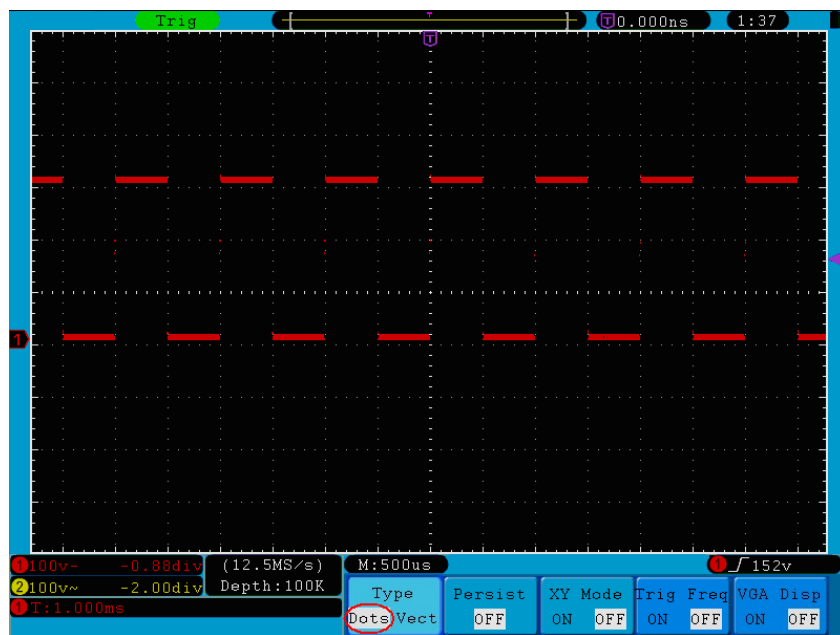 Trig T 0.000ns 1:37
T
1
1 100v- -0.88div (12.5MS/s) M:500us 1 152v
2 100v~ -2.00div Depth:100K
1 T:1.000ms
Type Persist XY Mode Trig Freq VGA Disp
Dots Vect OFF ON OFF ON OFF ON OFF